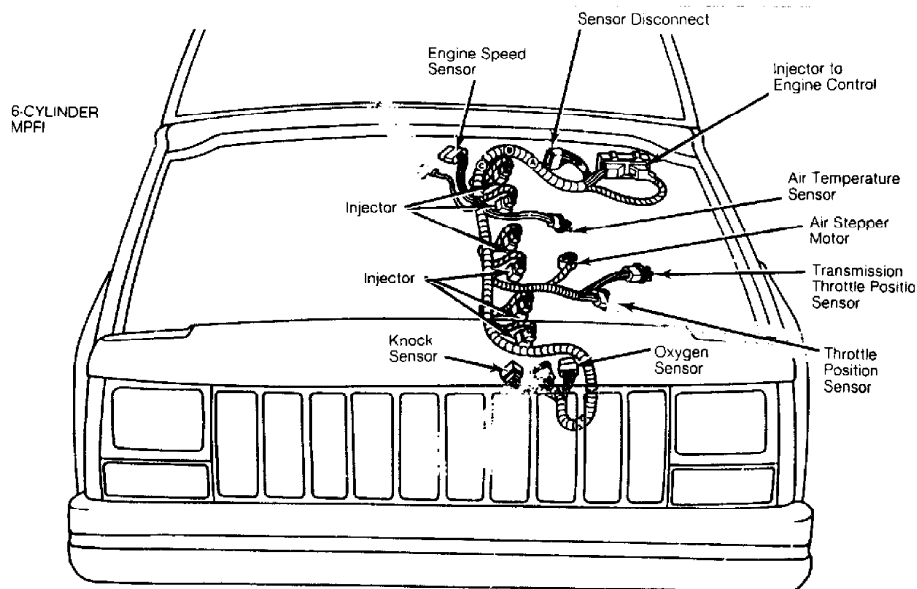 Sensor Disconnect
Engine Speed
Sensor
Injector to
Engine Control
6-CYLINDER
MPFI
Air Temperature
Sensor
Injector
Air Stepper
Motor
Injector
Transmission
Throttle Positio
Sensor
Knock
Sensor
Oxygen
Sensor
Throttle
Position
Sensor